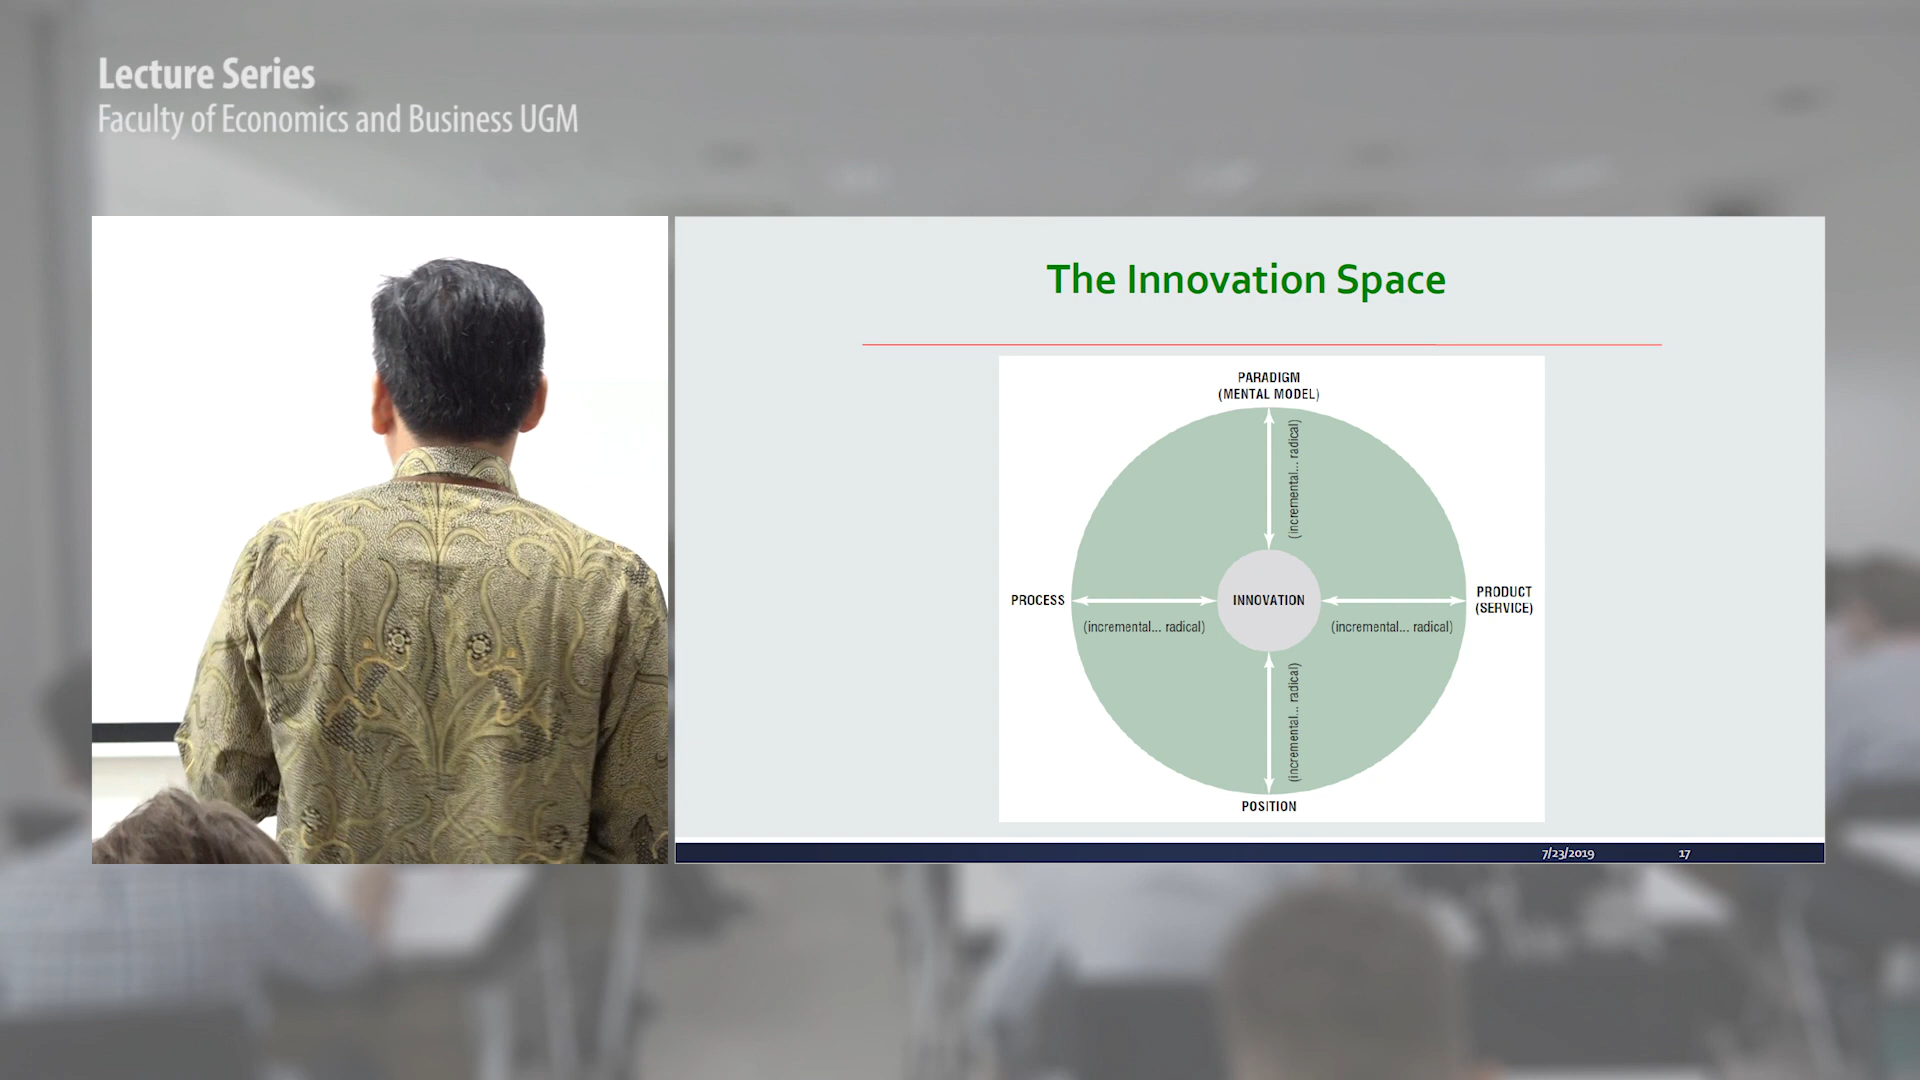 Lecture Series
Faculty of Economics and Business UGM
The Innovation Space
PARADIGM
(MENTAL MODEL)
(incremental... radical)
PROCESS
INNOVATION
PRODUCT
(SERVICE)
(incremental... radical)
(incremental... radical)
(incremental... radical)
POSITION
7/23/2019
17